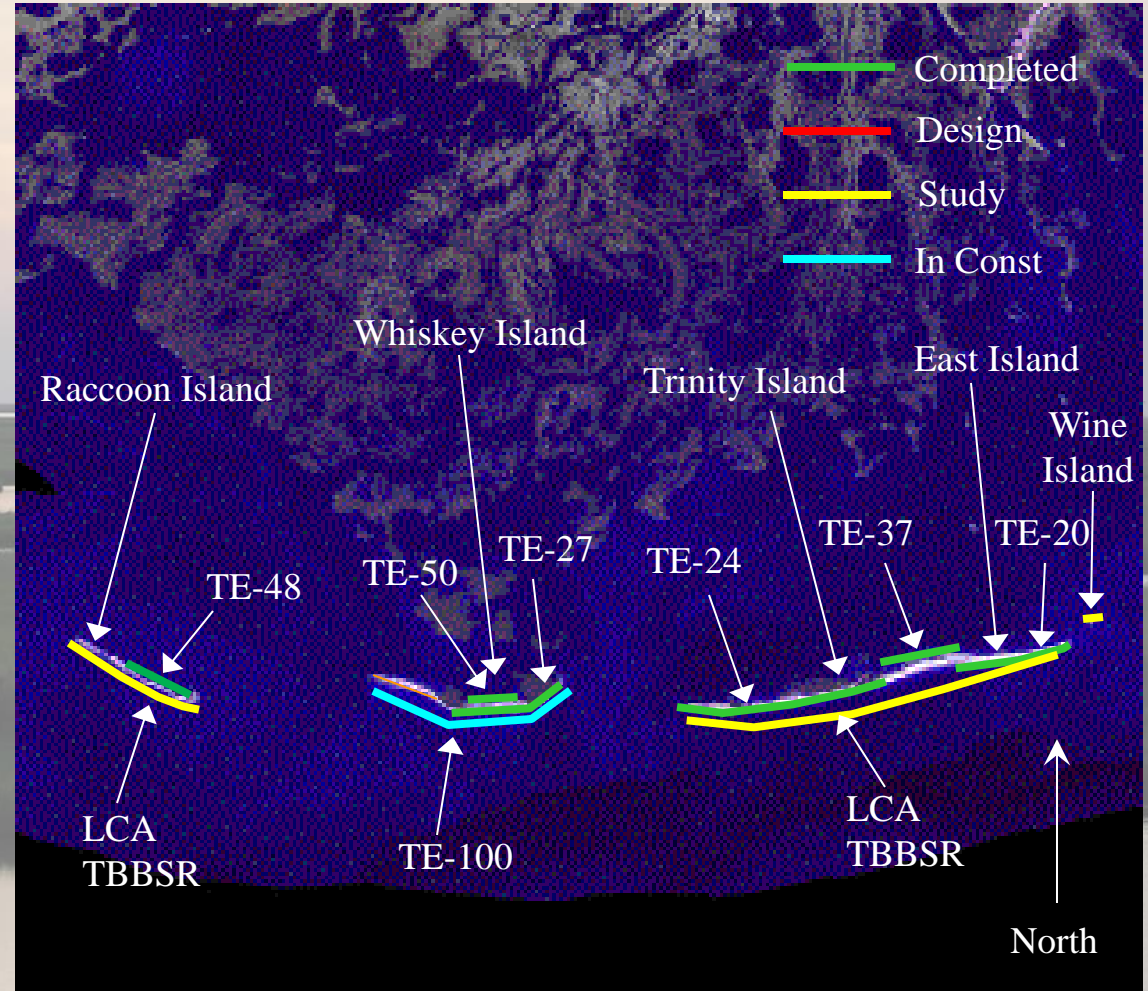 Completed
Design
Study
In Const
Whiskey Island
Raccoon Island
Trinity Island
East Island
Wine
Island
TE-48
TE-50
TE-27
TE-24
TE-37
TE-20
LCA
TBBSR
TE-100
LCA
TBBSR
North